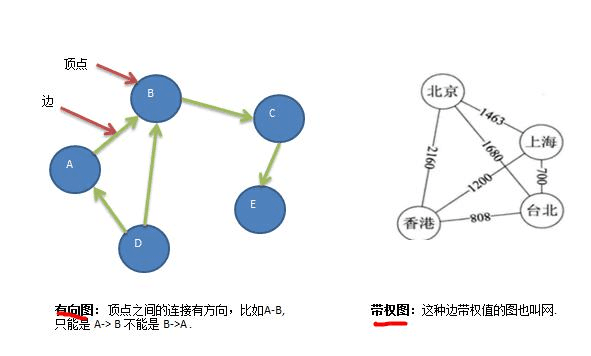 顶点
边
B
C
A
E
D
有向图：顶点之间的连接有方向，比如A-B,
只能是 A-> B 不能是 B->A .
北京
1463
上海
1680
2160
700
1200
台北
香港
808
带权图：这种边带权值的图也叫网.